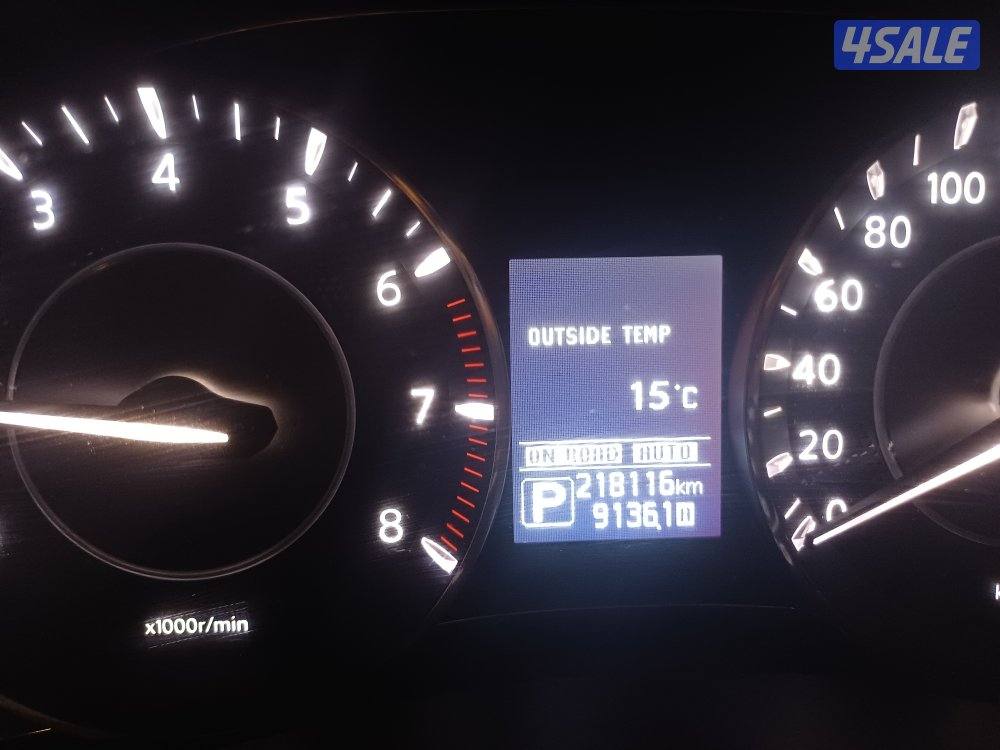 4SALE
3
4
5
6
7
8
x1000r/min
OUTSIDE TEMP
15°C
ON ROAD AUTO
P
218116km
9136.1
100
80
60
40
20
0